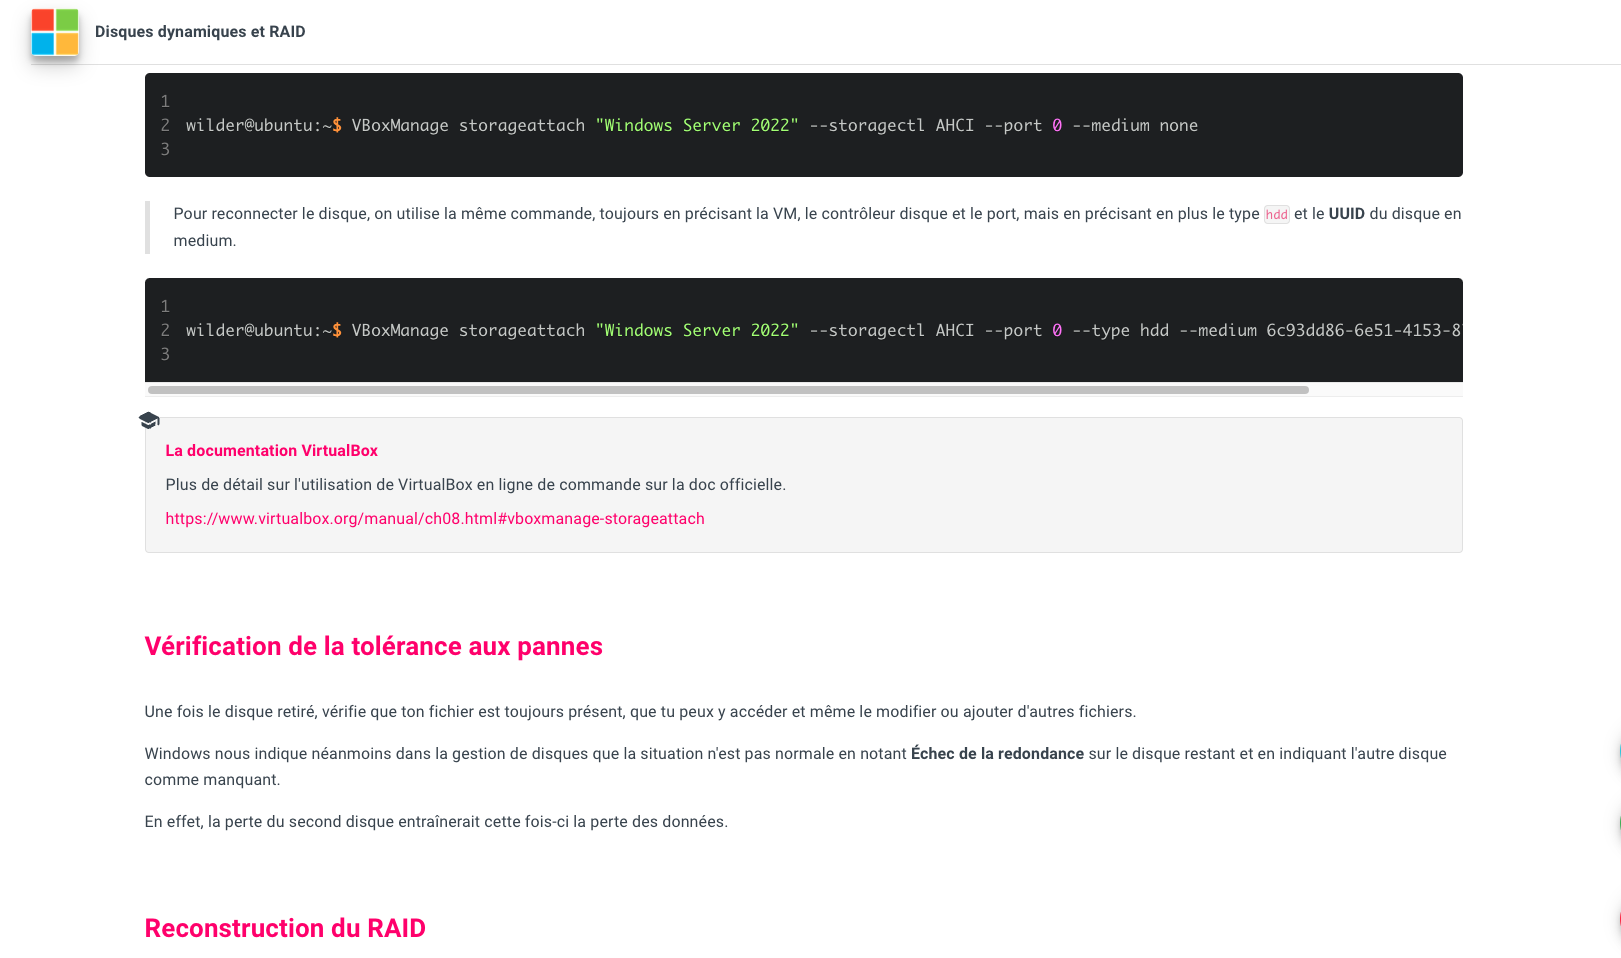 Disques dynamiques et RAID
1
2 wilder@ubuntu:~$ VBoxManage storageattach "Windows Server 2022" --storagectl AHCI --port 0 --medium none
3
Pour reconnecter le disque, on utilise la même commande, toujours en précisant la VM, le contrôleur disque et le port, mais en précisant en plus le type hdd et le UUID du disque en
medium.
1
2 wilder@ubuntu:~$ VBoxManage storageattach "Windows Server 2022" --storagectl AHCI --port 0 --type hdd --medium 6c93dd86-6e51-4153-8
3
La documentation VirtualBox
Plus de détail sur l'utilisation de VirtualBox en ligne de commande sur la doc officielle.
https://www.virtualbox.org/manual/ch08.html#vboxmanage-storageattach
Vérification de la tolérance aux pannes
Une fois le disque retiré, vérifie que ton fichier est toujours présent, que tu peux y accéder et même le modifier ou ajouter d'autres fichiers.
Windows nous indique néanmoins dans la gestion de disques que la situation n'est pas normale en notant Échec de la redondance sur le disque restant et en indiquant l'autre disque
comme manquant.
En effet, la perte du second disque entraînerait cette fois-ci la perte des données.
Reconstruction du RAID